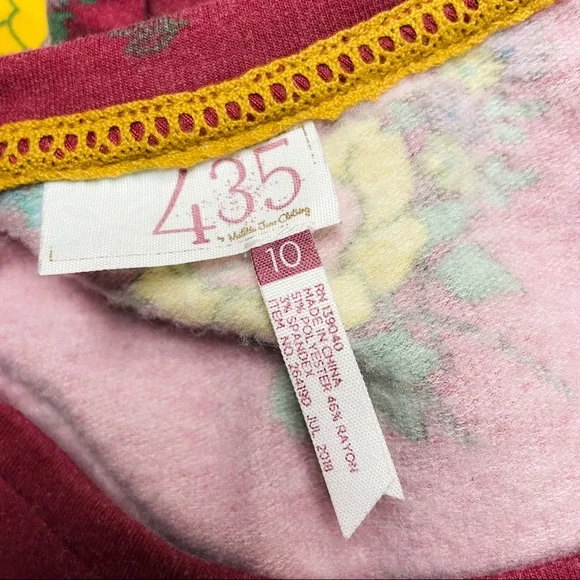 435
by Matilda Jane Clothing
10
RN 139040
MADE IN CHINA
51% POLYESTER 46% RAYON
3% SPANDEX
ITEM NO. 264190 JUL 2018